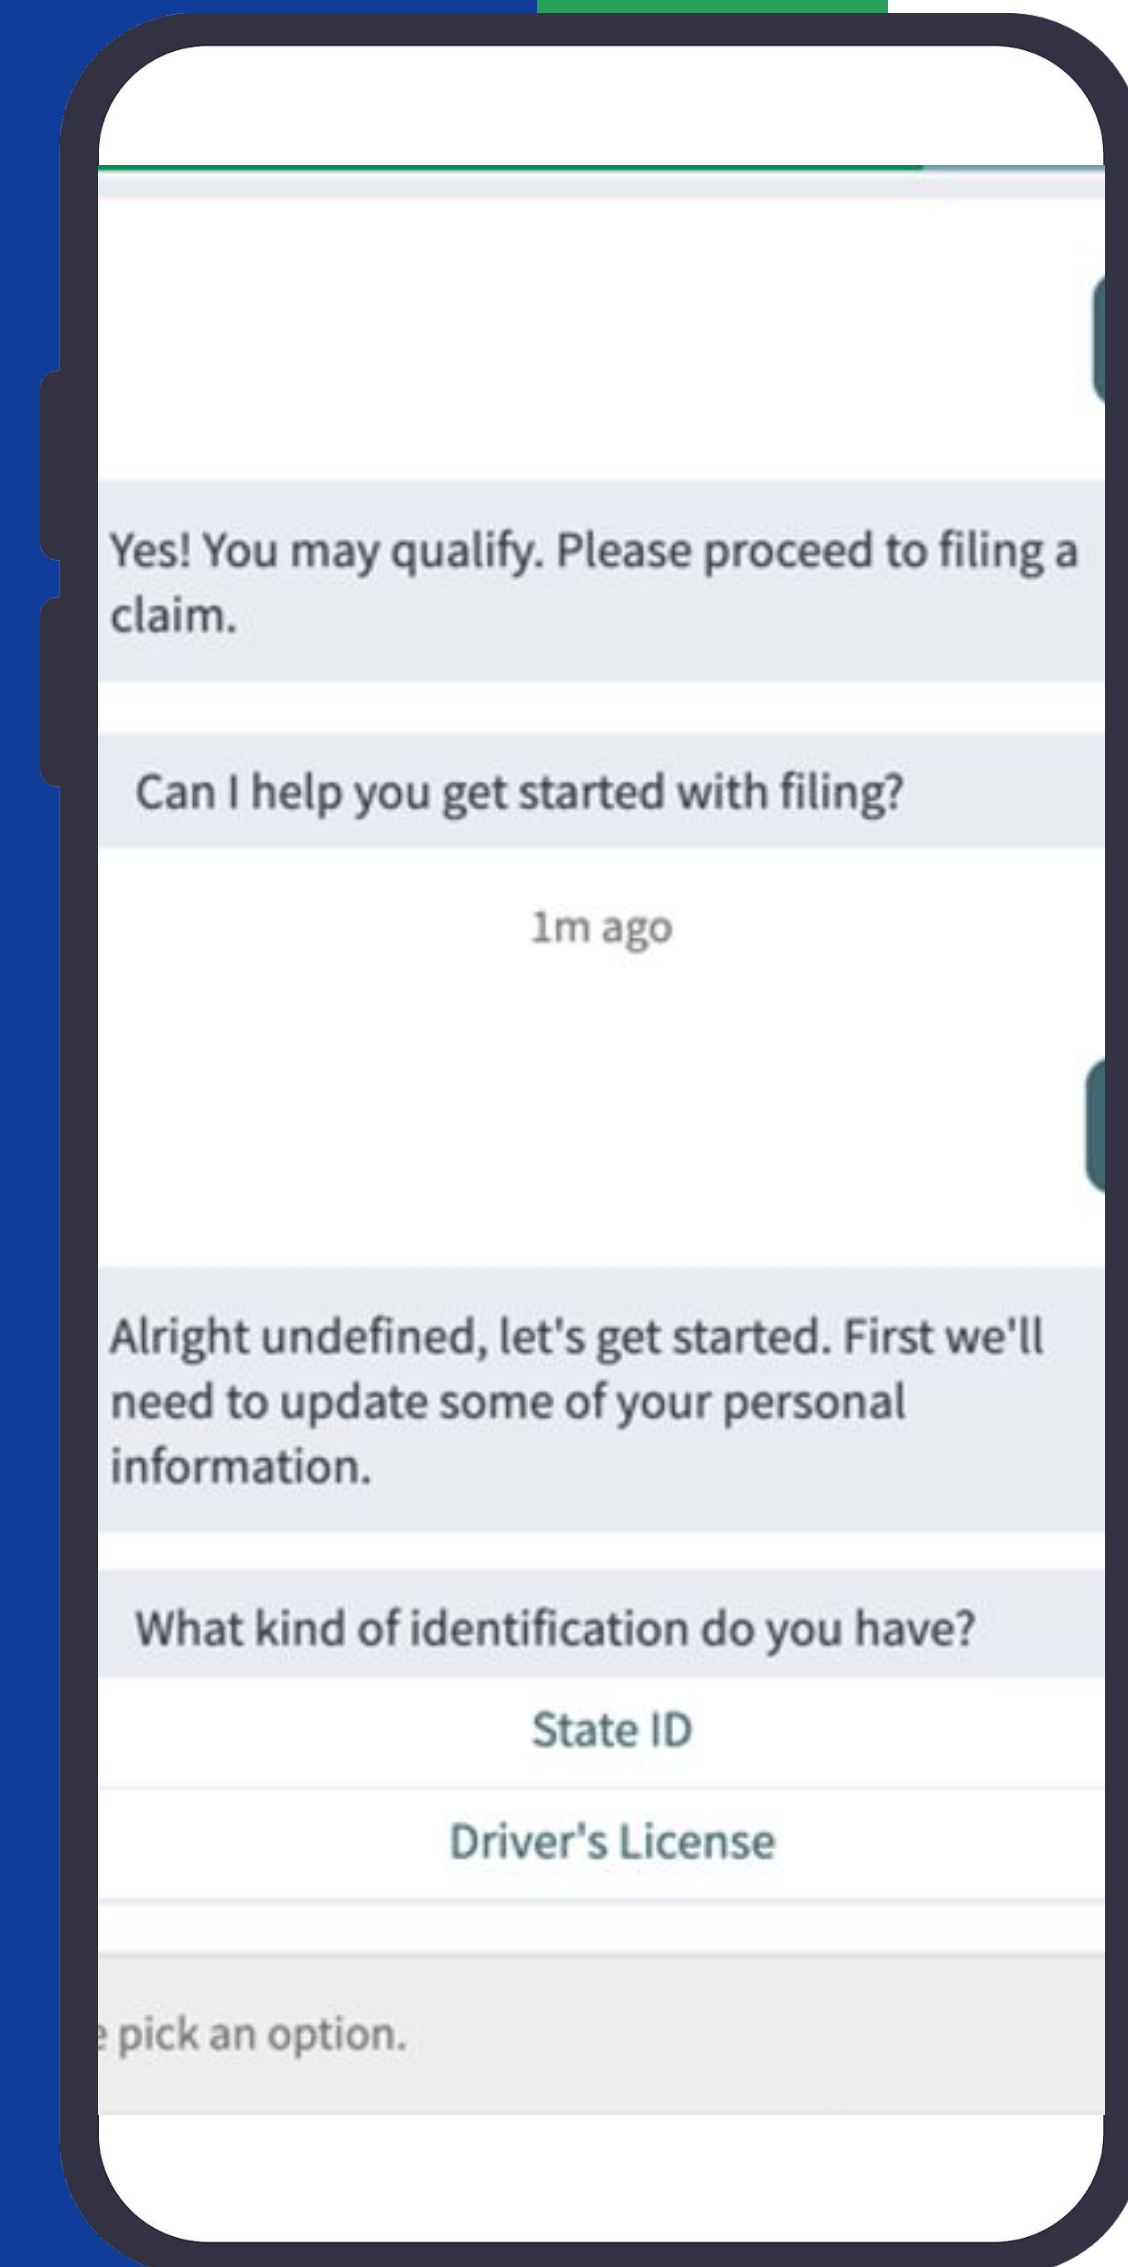 Yes! You may qualify. Please proceed to filing a
claim.
Can I help you get started with filing?
1m ago
Alright undefined, let's get started. First we'll
need to update some of your personal
information.
What kind of identification do you have?
State ID
Driver's License
pick an option.